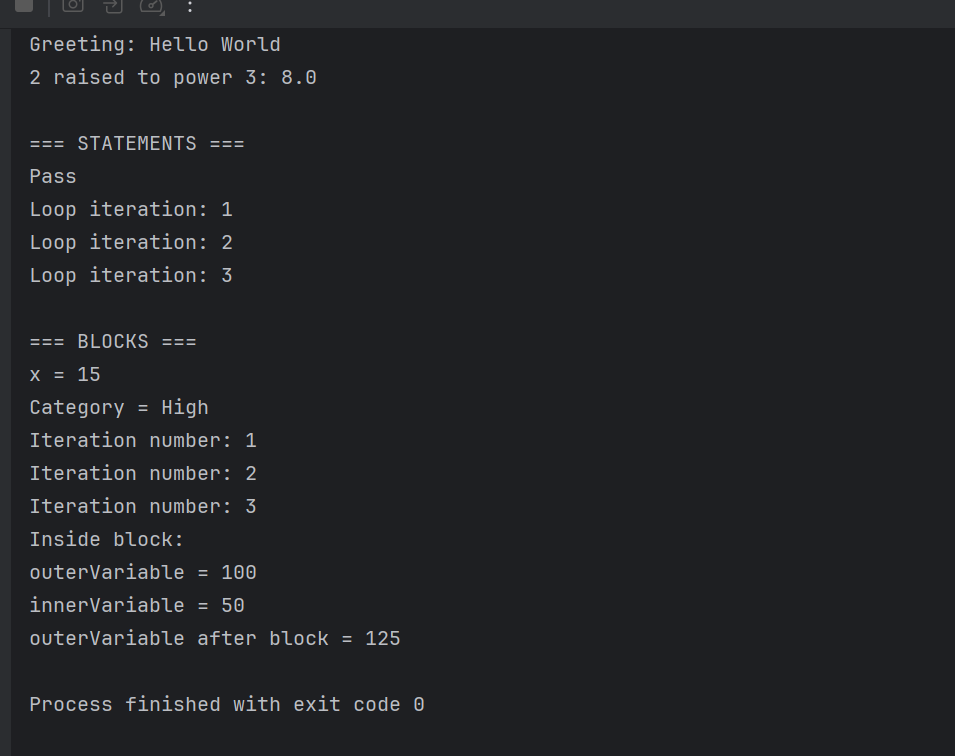 Greeting: Hello World
2 raised to power 3: 8.0
=== STATEMENTS ===
Pass
Loop iteration: 1
Loop iteration: 2
Loop iteration: 3
=== BLOCKS ===
x = 15
Category = High
Iteration number: 1
Iteration number: 2
Iteration number: 3
Inside block:
outerVariable = 100
innerVariable = 50
outerVariable after block = 125
Process finished with exit code 0